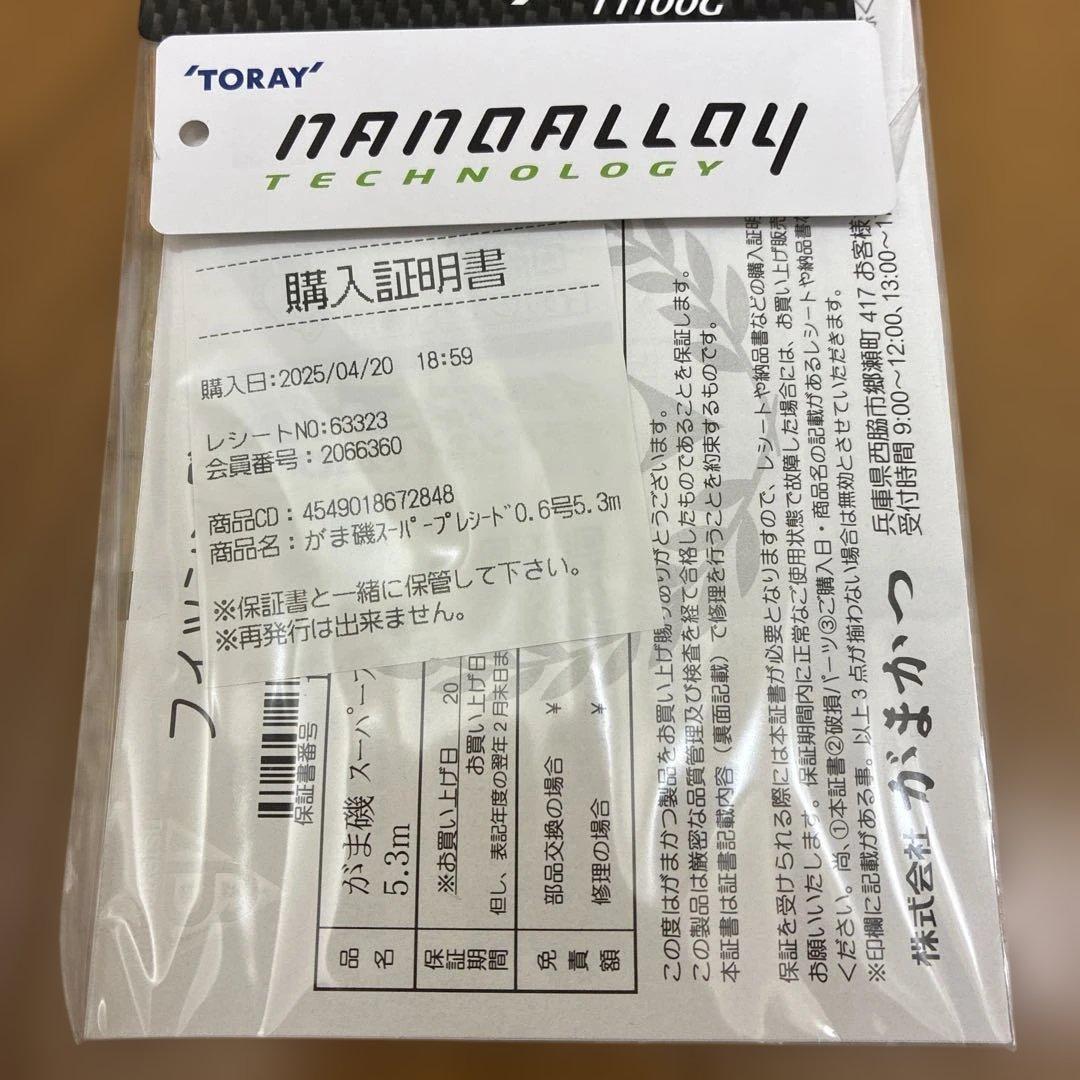 'TORAY'
NANOALLOY
TECHNOLOGY
購入証明書
購入日:2025/04/20 18:59
レシートNO:63323
会員番号:2066360
商品CD: 4549018672848
商品名: がま磯スーパープレシード0.6号5.3m
※保証書と一緒に保管して下さい。
※再発行は出来ません。
フィッシング
保証書番号
品名
がま磯 スーパープ
5.3m
保証期間
お買い上げ日 20
※お買い上げ日
但し、表記年度の翌年2月末日ま
免責額
部品交換の場合 ¥
修理の場合 ¥
この度はがまかつ製品をお買い上げ賜りありがとうございます。
この製品は厳密な品質管理及び検査を経て合格したものであることを保証します。
本証書は証書記載内容(裏面記載)で修理を行うことを約束するものです。
保証を受けられる際には本証書が必要となりますので、レシートや納品書などの購入証明
お願いいたします。保証期間内に正常なご使用状態で故障した場合には、お買い上げ販売
ください。尚、①本証書②破損パーツ③ご購入日・商品名の記載があるレシートや納品書
※印欄に記載がある事。以上3点が揃わない場合は無効とさせていただきます。
株式会社 がまかつ
兵庫県西脇市郷瀬町 417 お客様
受付時間 9:00～12:00、13:00～1